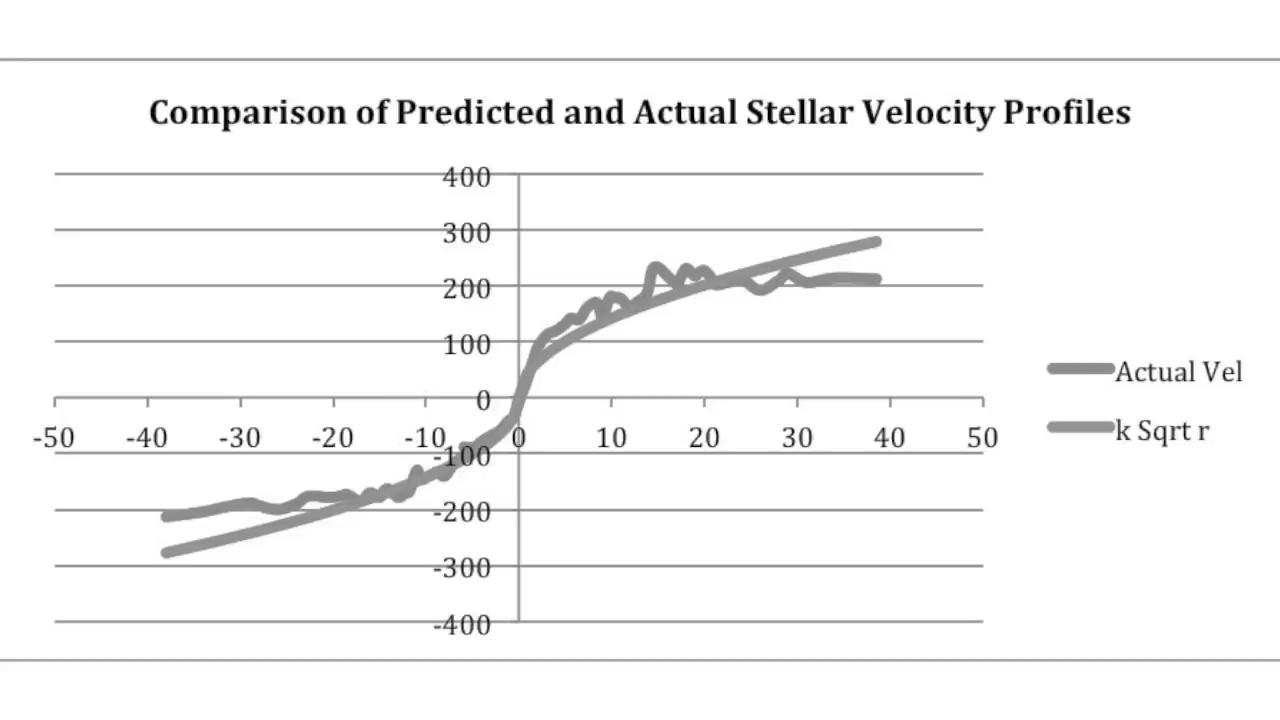 Comparison of Predicted and Actual Stellar Velocity Profiles
400
300
200
100
0
-50 -40 -30 -20 -10 0 10 20 30 40 50
-100
-200
-300
-400
Actual Vel
k Sqrt r